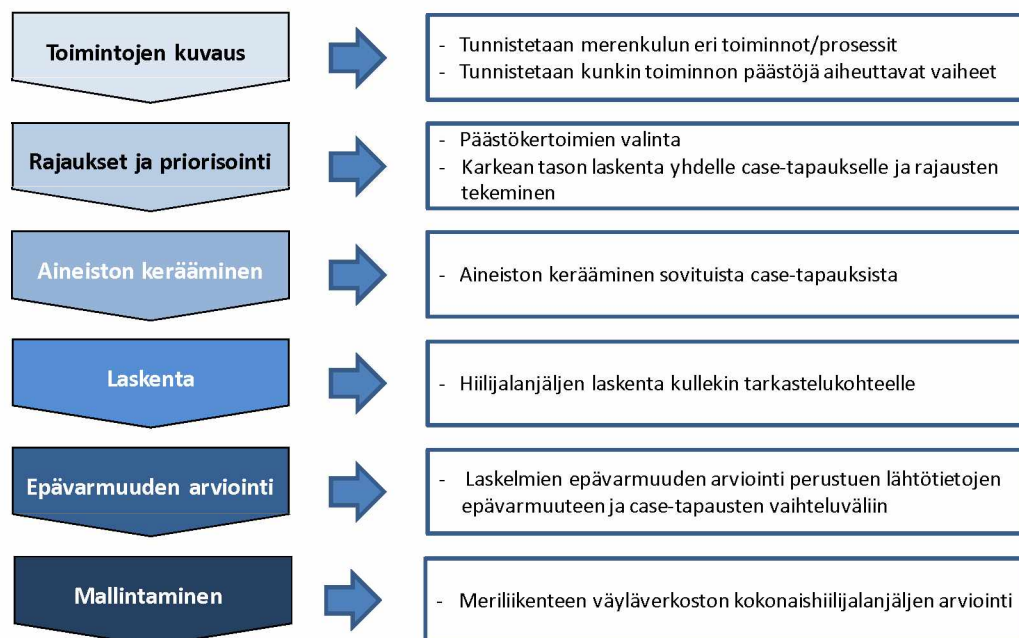 Toimintojen kuvaus
- Tunnistetaan merenkulun eri toiminnot/prosessit
- Tunnistetaan kunkin toiminnon päästöjä aiheuttavat vaiheet
Rajaukset ja priorisointi
- Päästökertoimien valinta
- Karkean tason laskenta yhdelle case-tapaukselle ja rajausten
tekeminen
Aineiston kerääminen
- Aineiston kerääminen sovituista case-tapauksista
Laskenta
- Hiilijalanjäljen laskenta kullekin tarkastelukohteelle
Epävarmuuden arviointi
- Laskelmien epävarmuuden arviointi perustuen lähtötietojen
epävarmuuteen ja case-tapausten vaihteluväliin
Mallintaminen
- Meriliikenteen väyläverkoston kokonaishiilijalanjäljen arviointi